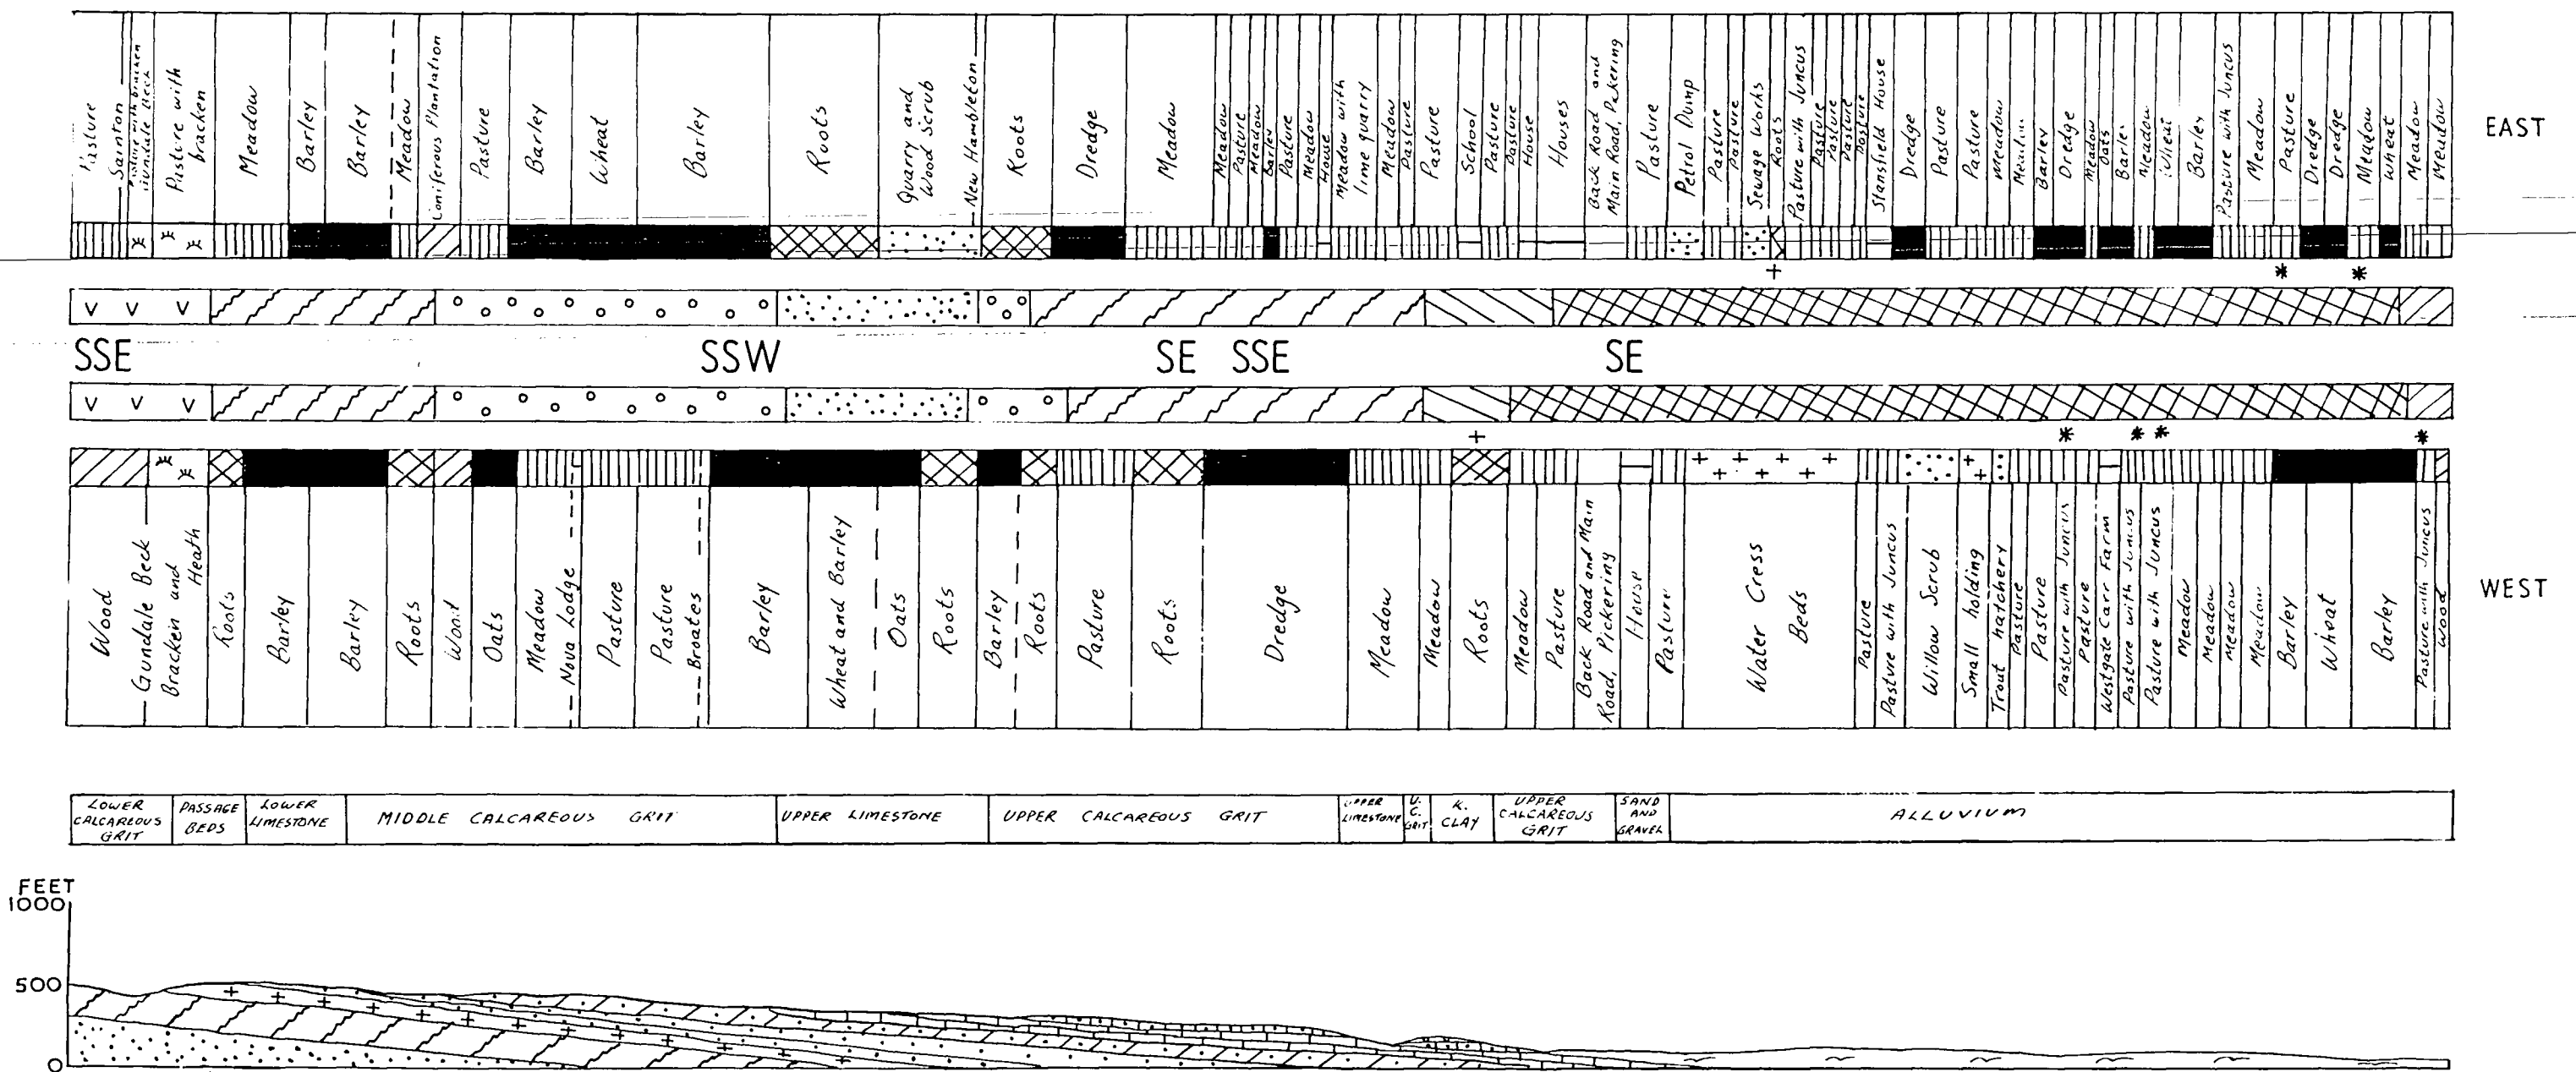 Pasture
Sainton
Pasture with bracken
Gundale Beck
Pasture with
bracken
Meadow
Barley
Barley
Meadow
Coniferous Plantation
Pasture
Barley
Wheat
Barley
Roots
Quarry and
Wood Scrub
New Hambleton
Roots
Dredge
Meadow
Meadow
Pasture
Meadow
Barley
Pasture
Meadow
House
Meadow with
lime quarry
Meadow
Pasture
Pasture
School
Pasture
Pasture
House
Houses
Back Road and
Main Road, Pickering
Pasture
Petrol Dump
Pasture
Pasture
Sewage Works
Roots
Pasture with Juncus
Pasture
Pasture
Pasture
Pasture
Stansfield House
Dredge
Pasture
Pasture
Meadow
Meadow
Barley
Dredge
Meadow
Oats
Barley
Meadow
Wheat
Barley
Pasture with Juncus
Meadow
Pasture
Dredge
Dredge
Meadow
Wheat
Meadow
Meadow
EAST
SSE SSW SE SSE SE
Wood
Gundale Beck
Bracken and
Heath
Roots
Barley
Barley
Roots
Wood
Oats
Meadow
Nova Lodge
Pasture
Pasture
Broates
Barley
Wheat and Barley
Oats
Roots
Barley
Roots
Pasture
Roots
Dredge
Meadow
Meadow
Roots
Meadow
Pasture
Back Road and Main
Road, Pickering
House
Pasture
Water Cress
Beds
Pasture
Pasture with Juncus
Willow Scrub
Small holding
Trout hatchery
Pasture
Pasture
Pasture with Juncus
Pasture
Westgate Carr Farm
Pasture with Juncus
Pasture with Juncus
Meadow
Meadow
Meadow
Meadow
Barley
Wheat
Barley
Pasture with Juncus
Wood
WEST
LOWER
CALCAREOUS
GRIT
PASSAGE
BEDS
LOWER
LIMESTONE
MIDDLE CALCAREOUS GRIT
UPPER LIMESTONE
UPPER CALCAREOUS GRIT
UPPER
LIMESTONE
U.
C.
GRIT
K.
CLAY
UPPER
CALCAREOUS
GRIT
SAND
AND
GRAVEL
ALLUVIUM
FEET
1000
500
0